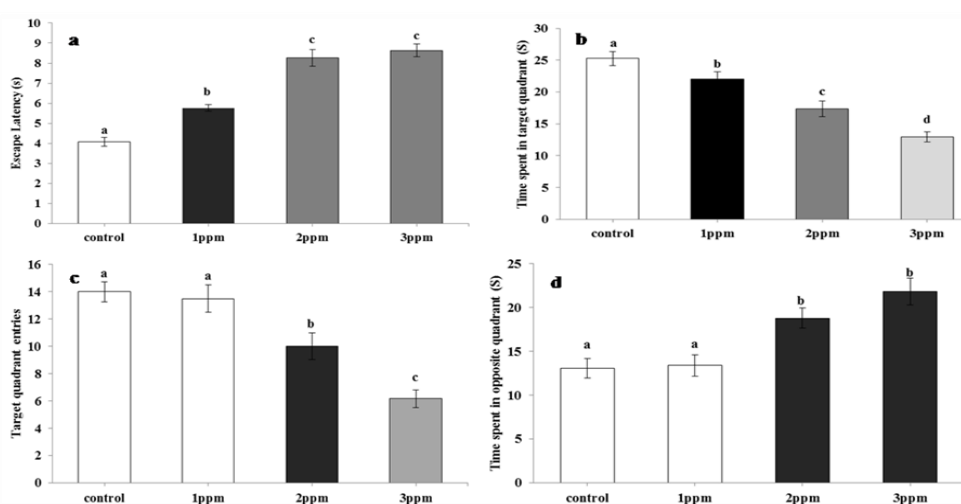 a
Escape Latency (s)
10
9
8
7
6
5
4
3
2
1
0
a
b
c
c
control
1ppm
2ppm
3ppm
b
Time spent in target quadrant (S)
30
25
20
15
10
5
0
a
b
c
d
control
1ppm
2ppm
3ppm
c
Target quadrant entries
16
14
12
10
8
6
4
2
0
a
a
b
c
control
1ppm
2ppm
3ppm
d
Time spent in opposite quadrant (S)
25
20
15
10
5
0
a
a
b
b
control
1ppm
2ppm
3ppm